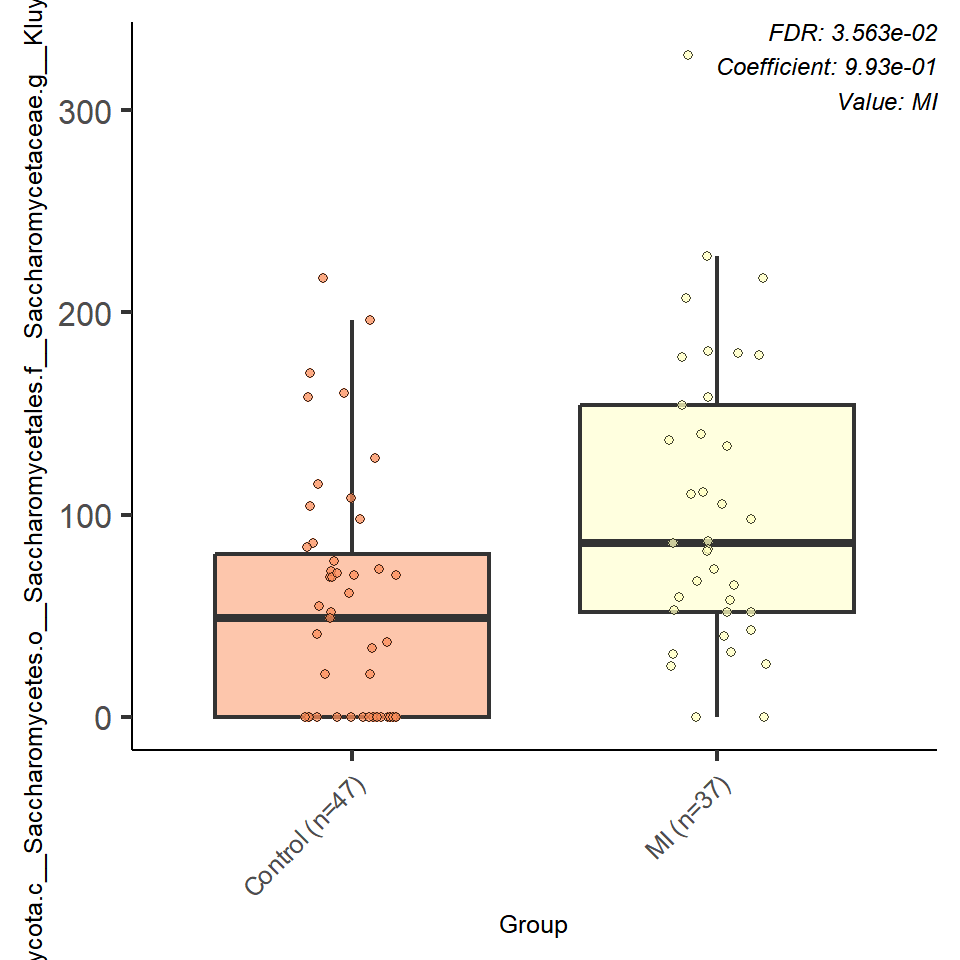 FDR: 3.563e-02
Coefficient: 9.93e-01
Value: MI
ycota.c__Saccharomycetes.o__Saccharomycetales.f__Saccharomycetaceae.g__Kluy
300
200
100
0
Control (n=47)
MI (n=37)
Group